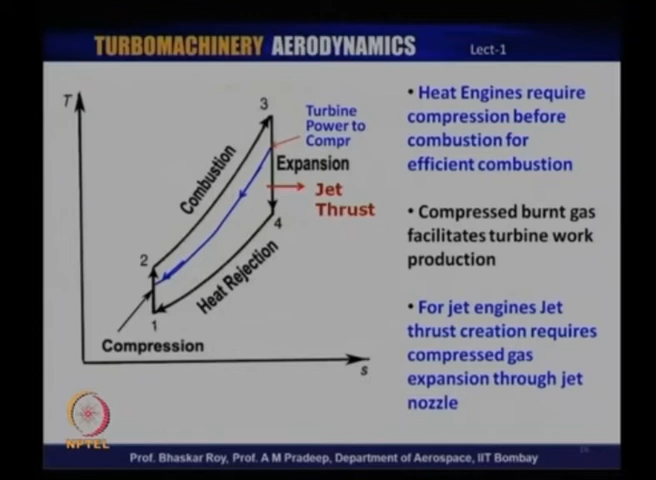 TURBOMACHINERY AERODYNAMICS
Lect-1
T
3
Turbine
Power to
Compr
Combustion
Expansion
Jet
Thrust
2
4
Heat Rejection
1
Compression
s
• Heat Engines require
compression before
combustion for
efficient combustion
• Compressed burnt gas
facilitates turbine work
production
• For jet engines Jet
thrust creation requires
compressed gas
expansion through jet
nozzle
NPTEL
Prof. Bhaskar Roy, Prof. A M Pradeep, Department of Aerospace, IIT Bombay